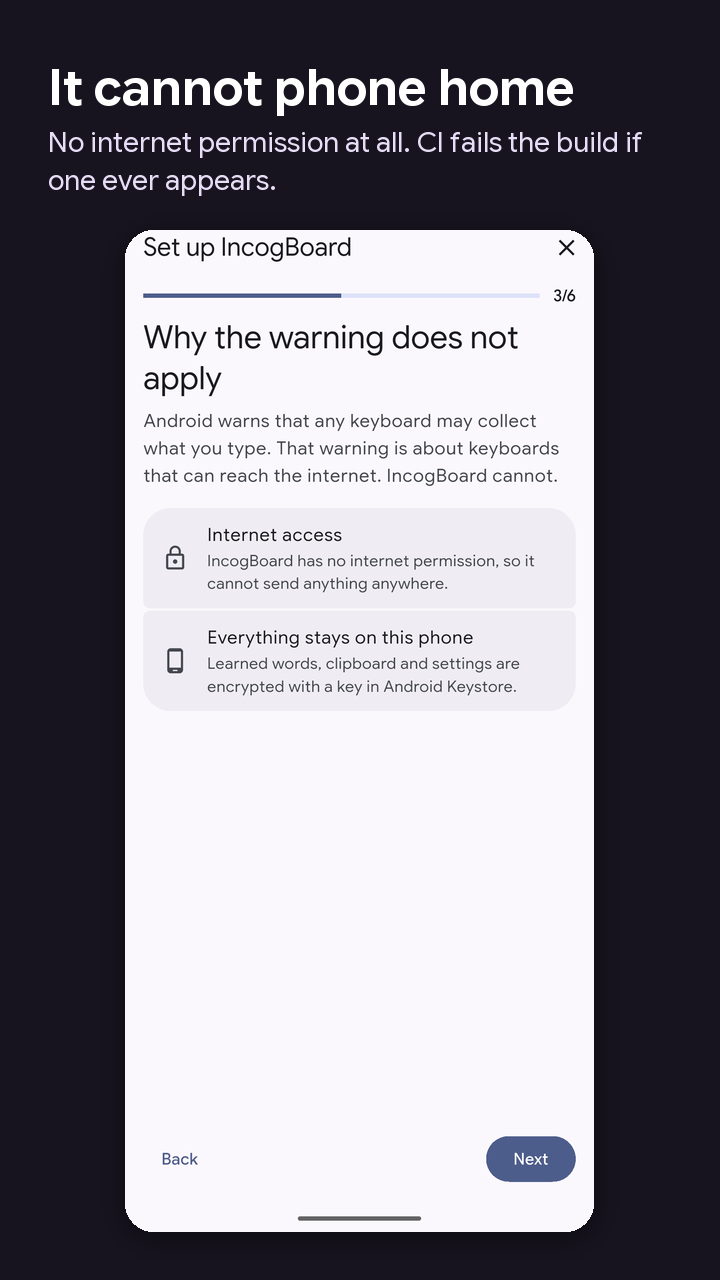 It cannot phone home
No internet permission at all. CI fails the build if
one ever appears.
Set up IncogBoard
3/6
Why the warning does not
apply
Android warns that any keyboard may collect
what you type. That warning is about keyboards
that can reach the internet. IncogBoard cannot.
Internet access
IncogBoard has no internet permission, so it
cannot send anything anywhere.
Everything stays on this phone
Learned words, clipboard and settings are
encrypted with a key in Android Keystore.
Back
Next